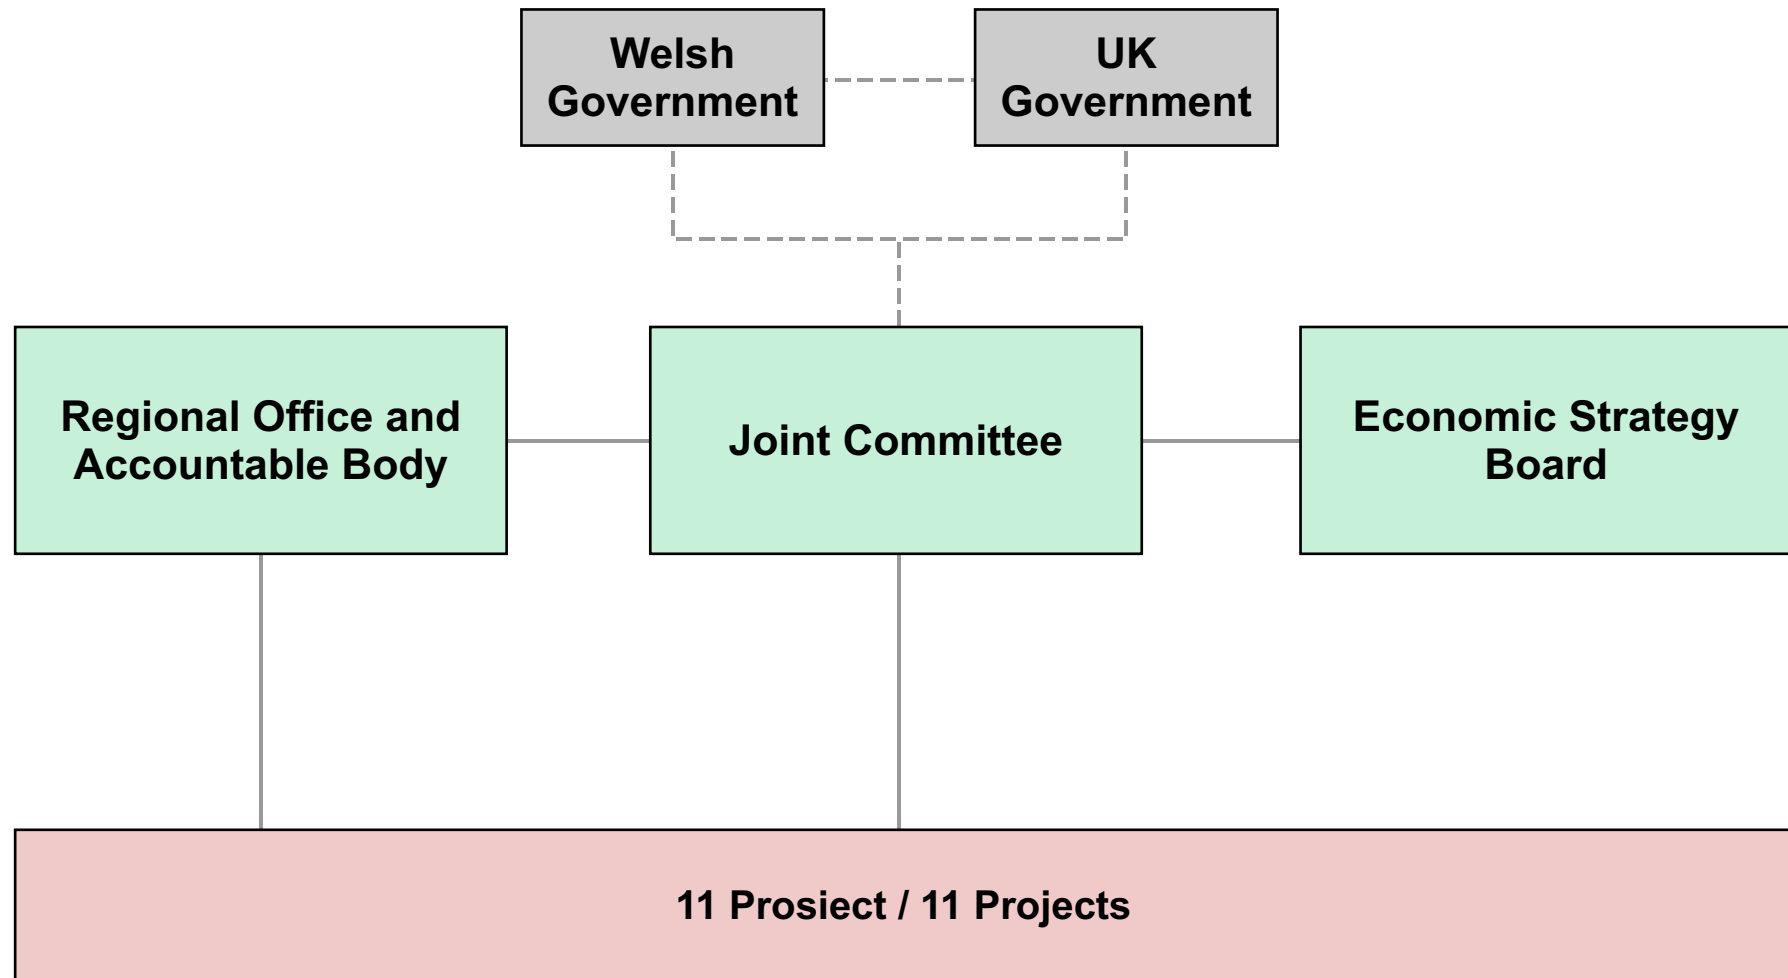 Welsh
Government
UK
Government
Regional Office and
Accountable Body
Joint Committee
Economic Strategy
Board
11 Prosiect / 11 Projects